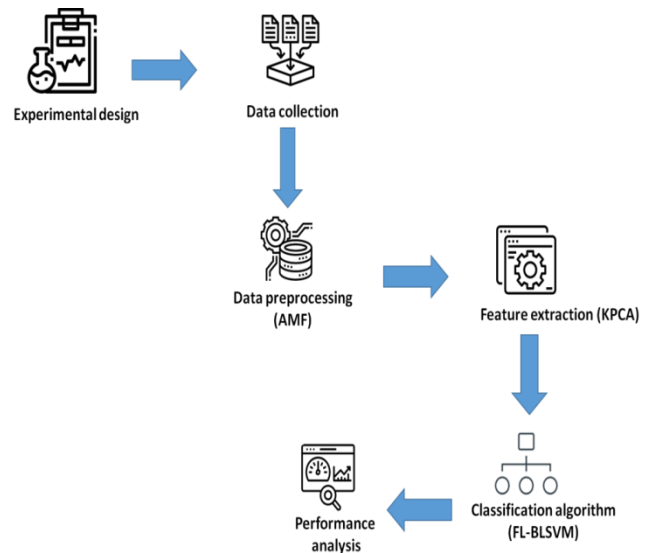 Experimental design
Data collection
Data preprocessing
(AMF)
Feature extraction (KPCA)
Classification algorithm
(FL-BLSVM)
Performance
analysis